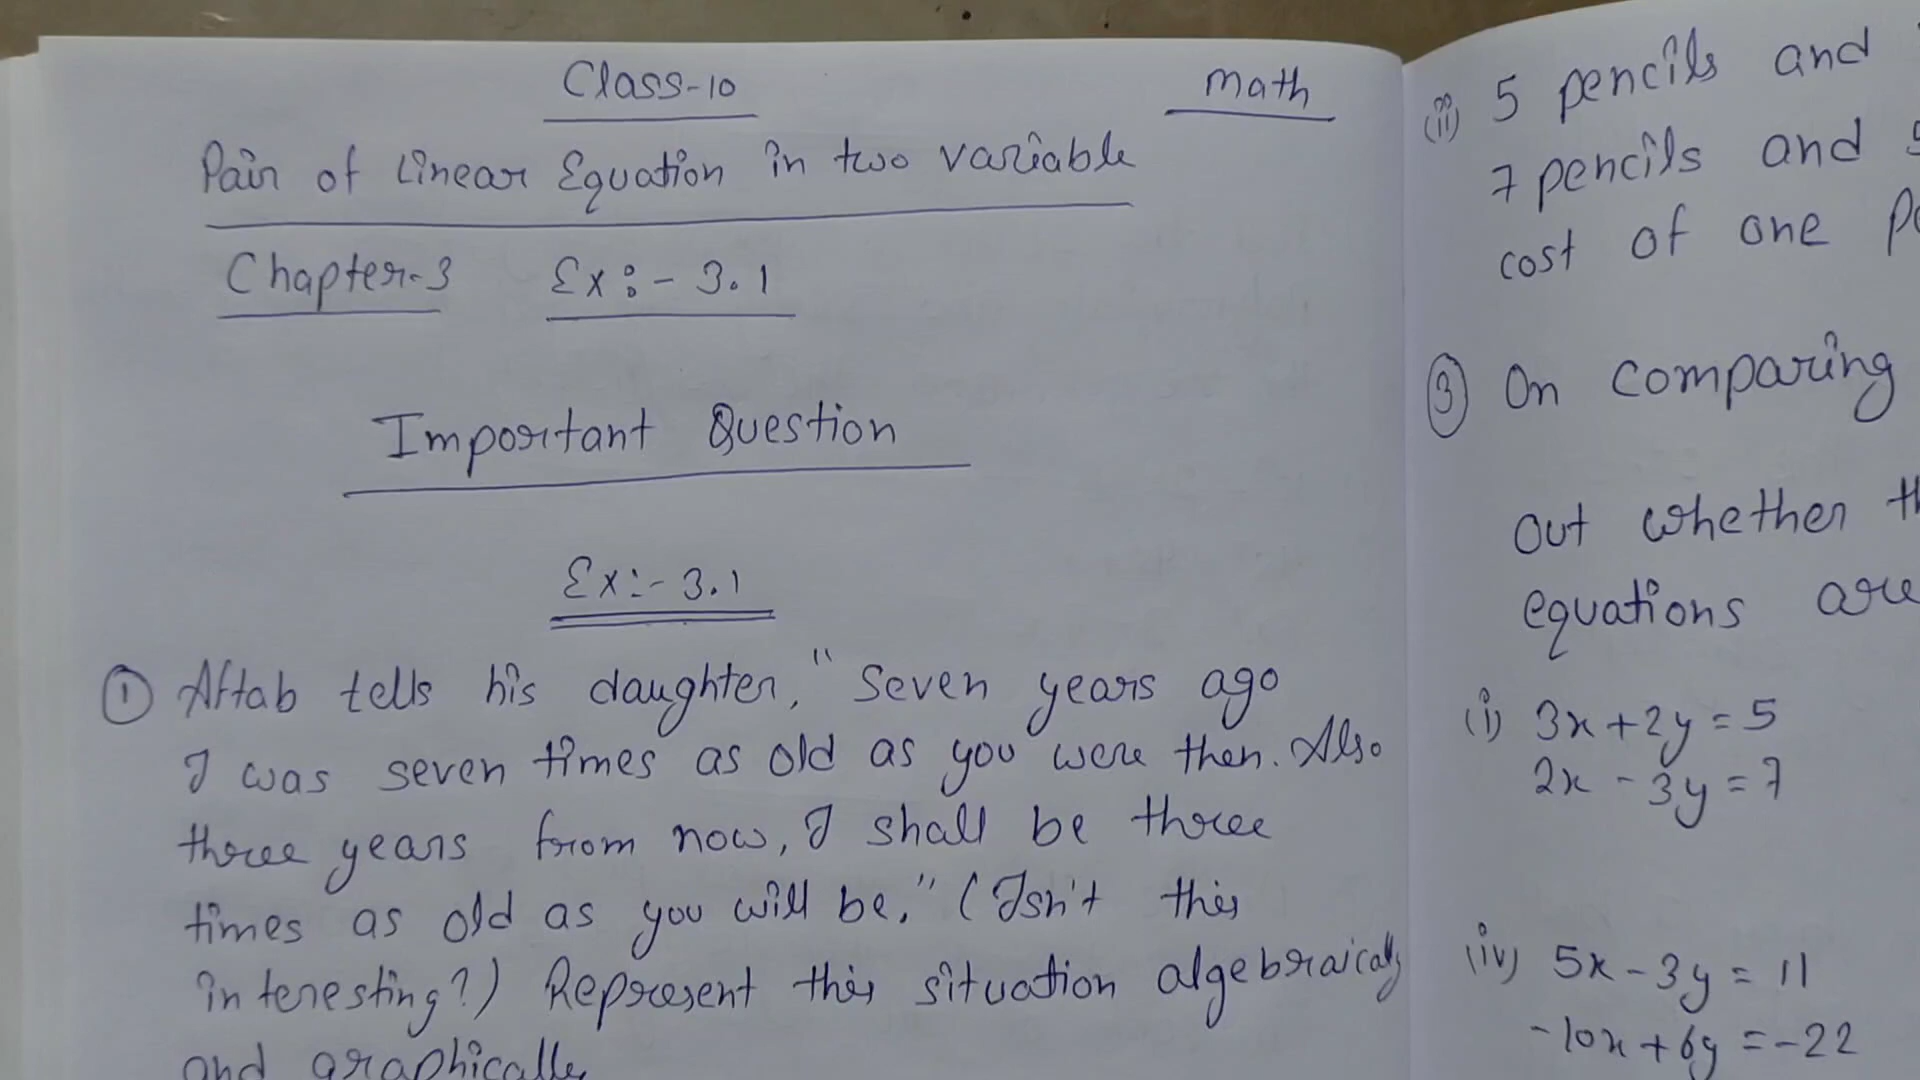 Class-10
Math
Pair of Linear Equation in two variable
Chapter-3 Ex:- 3.1
Important Question
Ex:- 3.1
① Aftab tells his daughter, "Seven years ago
I was seven times as old as you were then. Also
three years from now, I shall be three
times as old as you will be." (Isn't this
interesting?) Represent this situation algebraically
and graphically
(ii) 5 pencils and
7 pencils and 5
cost of one
③ On comparing
out whether
equations are
(i) 3x+2y=5
2x-3y=7
(iv) 5x-3y=11
-10x+6y=-22